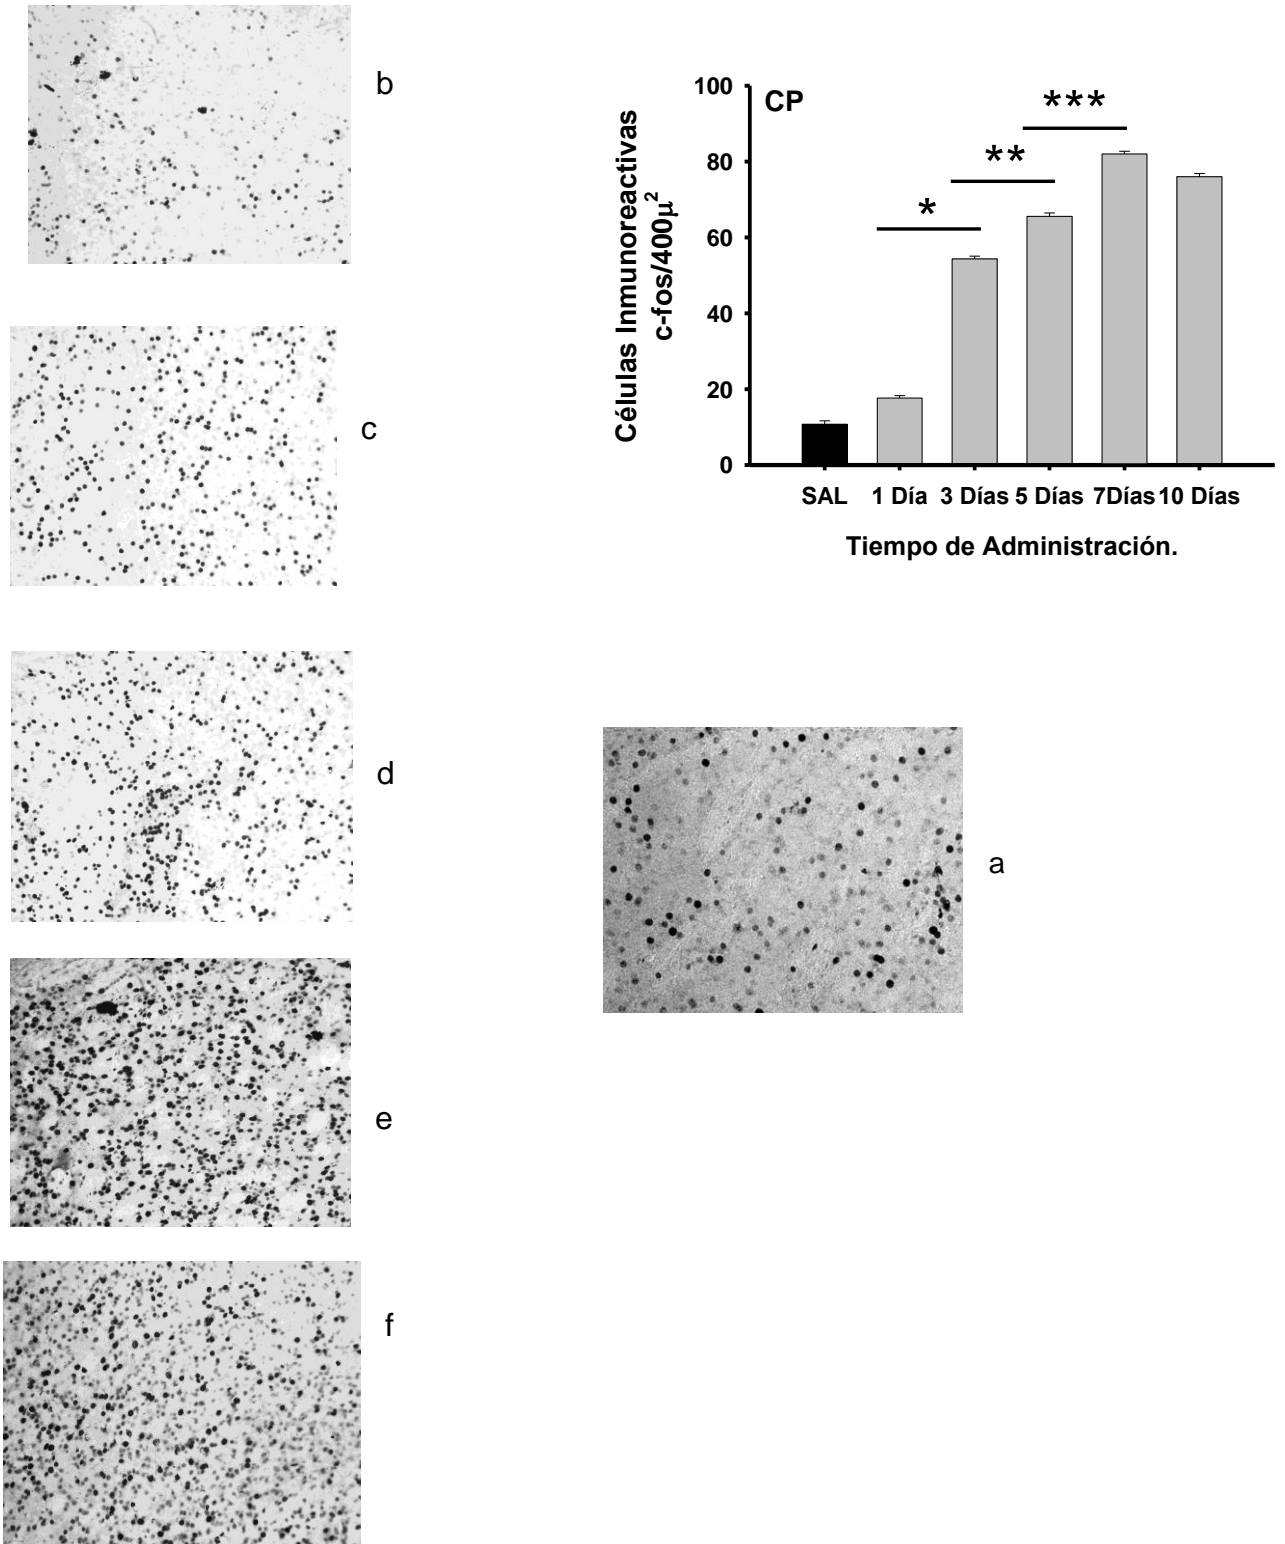 b
100
80
60
40
20
0
CP
***
**
*
Células Inmunoreactivas
c-fos/400μ²
SAL 1 Día 3 Días 5 Días 7Días 10 Días
Tiempo de Administración.
c
d
a
e
f